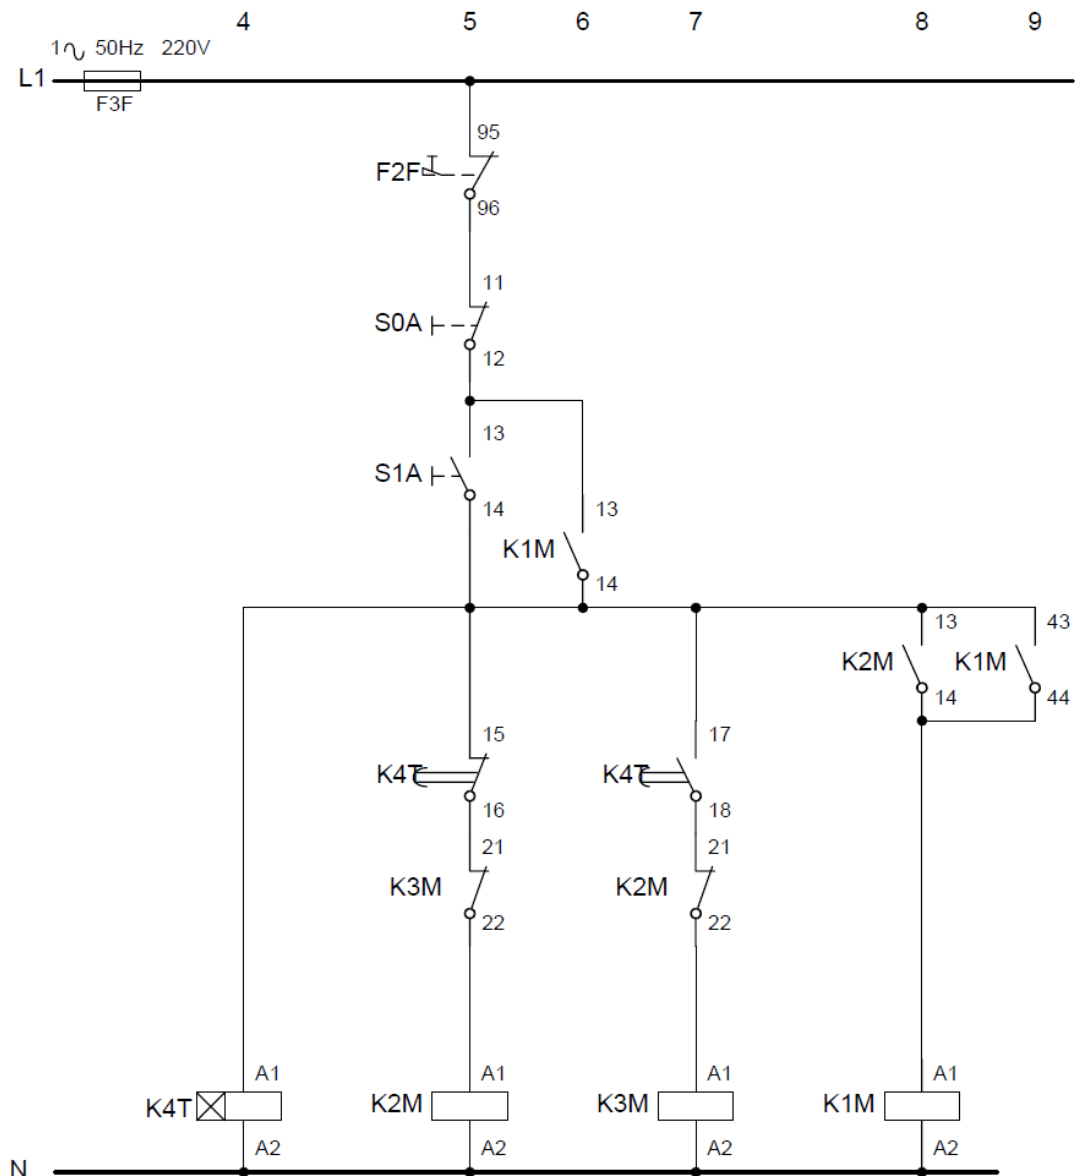 4 5 6 7 8 9
1∿ 50Hz 220V
L1
F3F
95
F2F
96
11
S0A
12
13
S1A
14
13
K1M
14
13 43
K2M K1M
14 44
15 17
K4T K4T
16 18
21 21
K3M K2M
22 22
A1 A1 A1 A1
K4T K2M K3M K1M
A2 A2 A2 A2
N